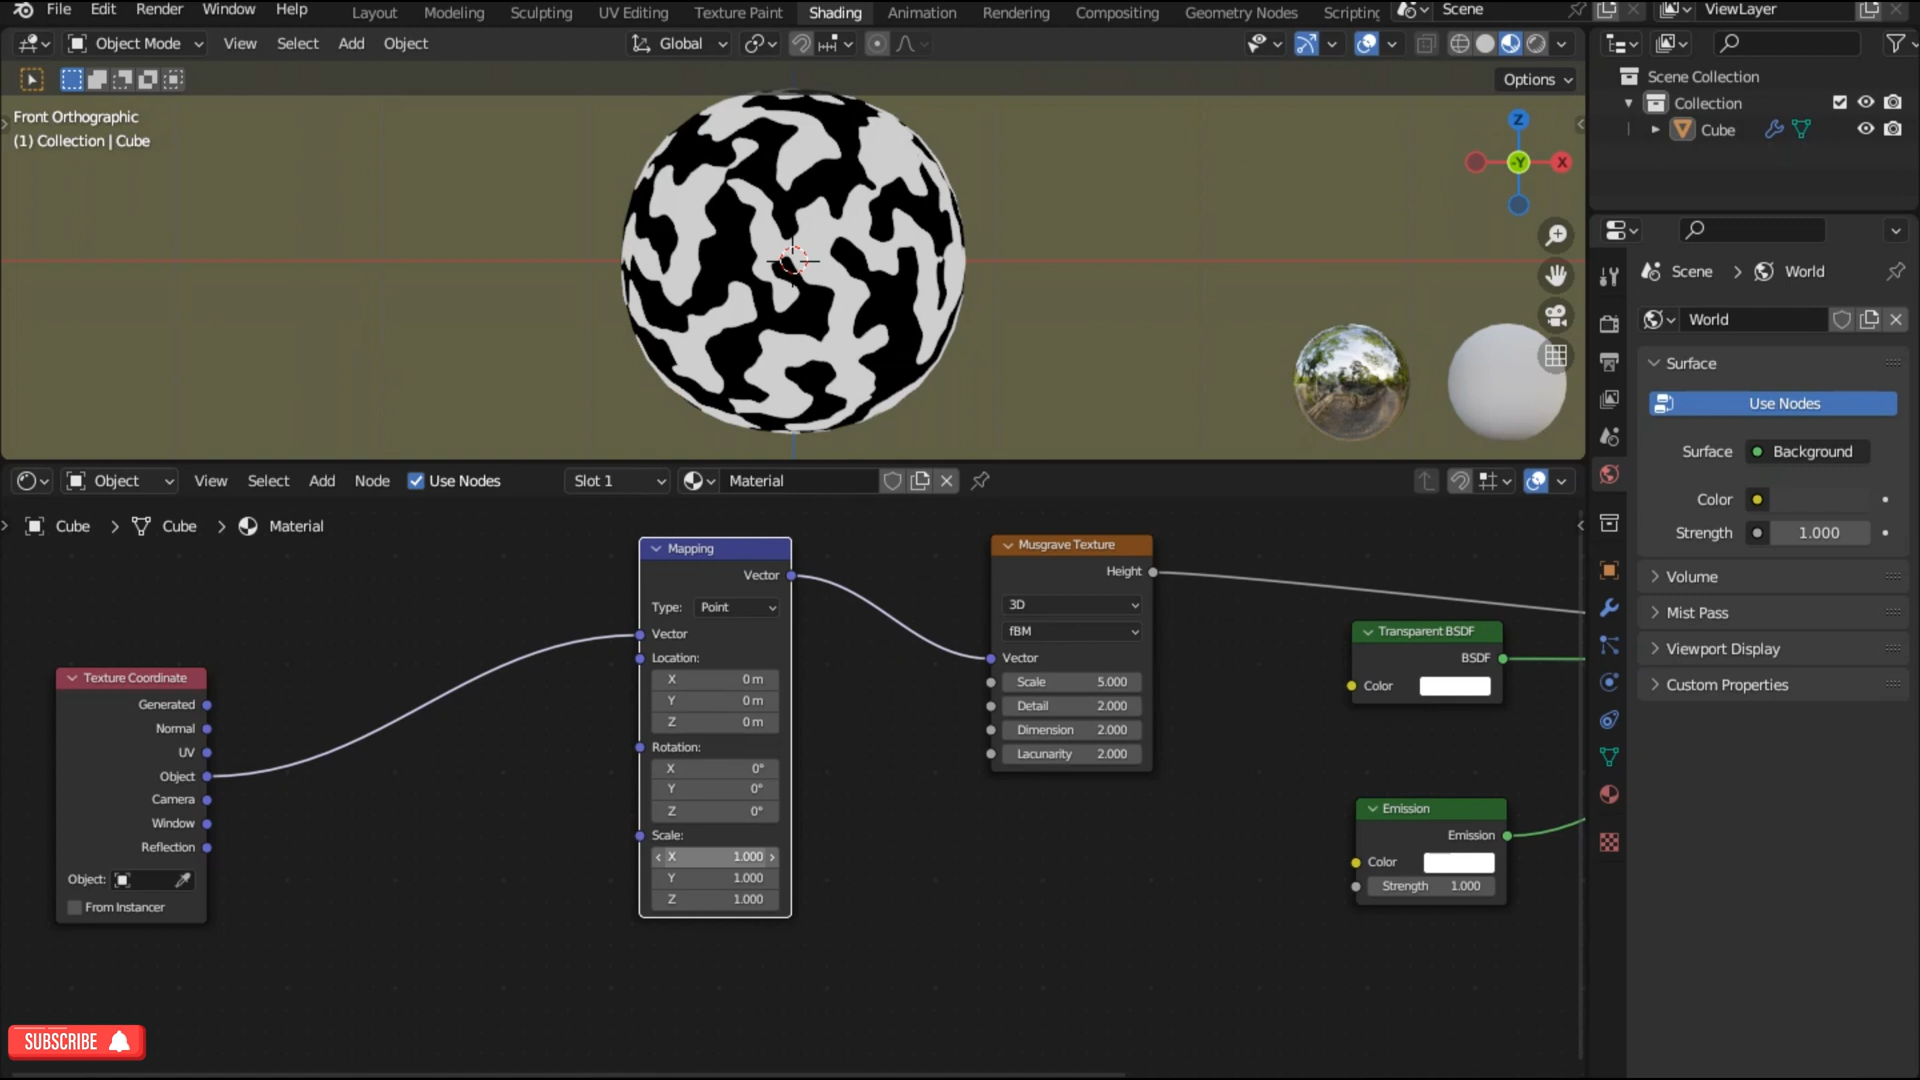 File Edit Render Window Help Layout Modeling Sculpting UV Editing Texture Paint Shading Animation Rendering Compositing Geometry Nodes Scripting Scene ViewLayer
Object Mode View Select Add Object Global
Options
Front Orthographic
(1) Collection | Cube
Z
-Y
X
Scene Collection
Collection
Cube
Scene > World
World
Surface
Use Nodes
Surface Background
Color
Strength 1.000
Volume
Mist Pass
Viewport Display
Custom Properties
Object View Select Add Node Use Nodes Slot 1 Material
Cube > Cube > Material
Texture Coordinate
Generated
Normal
UV
Object
Camera
Window
Reflection
Object:
From Instancer
Mapping
Vector
Type: Point
Vector
Location:
X 0 m
Y 0 m
Z 0 m
Rotation:
X 0°
Y 0°
Z 0°
Scale:
X 1.000
Y 1.000
Z 1.000
Musgrave Texture
Height
3D
fBM
Vector
Scale 5.000
Detail 2.000
Dimension 2.000
Lacunarity 2.000
Transparent BSDF
BSDF
Color
Emission
Emission
Color
Strength 1.000
SUBSCRIBE